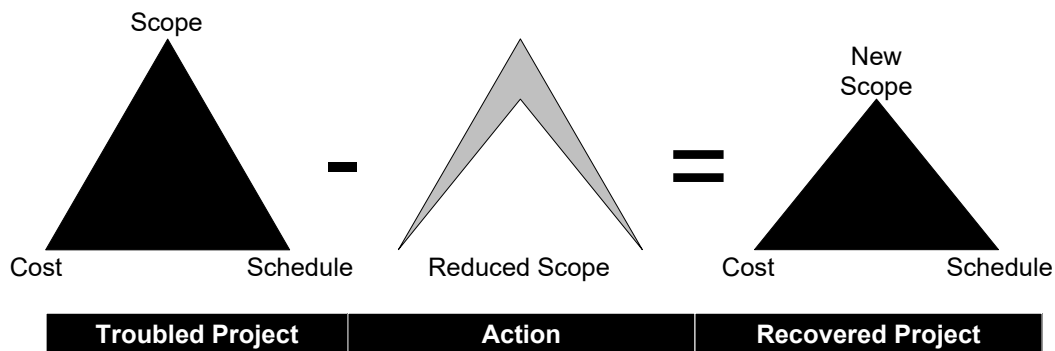 Scope
New
Scope
-
=
Cost
Schedule
Reduced Scope
Cost
Schedule
Troubled Project
Action
Recovered Project